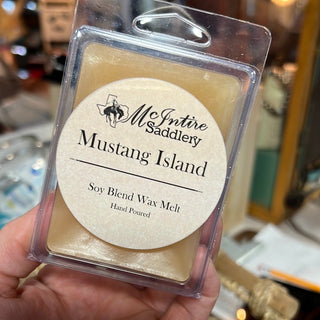 McIntire
Saddlery
Mustang Island
Soy Blend Wax Melt
Hand Poured